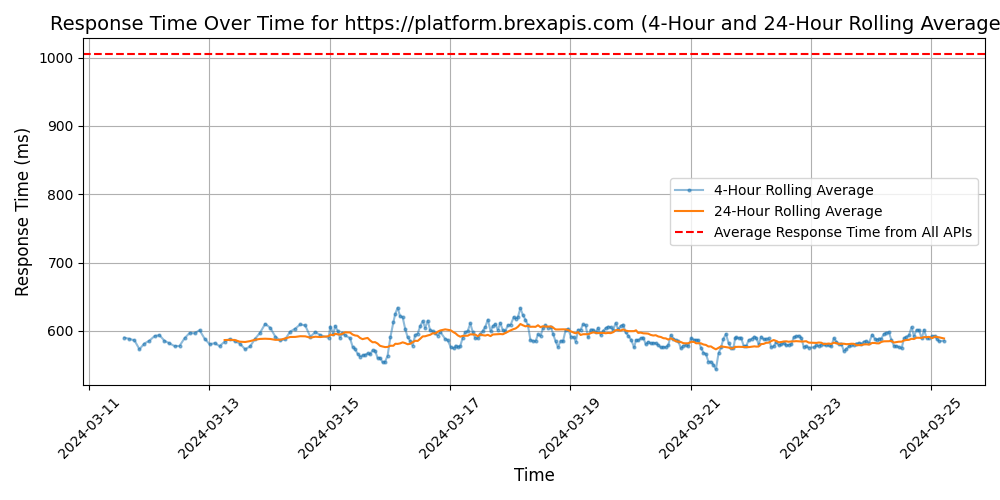 Response Time Over Time for https://platform.brexapis.com (4-Hour and 24-Hour Rolling Average
Response Time (ms)
1000
900
800
700
600
4-Hour Rolling Average
24-Hour Rolling Average
Average Response Time from All APIs
2024-03-11
2024-03-13
2024-03-15
2024-03-17
2024-03-19
2024-03-21
2024-03-23
2024-03-25
Time